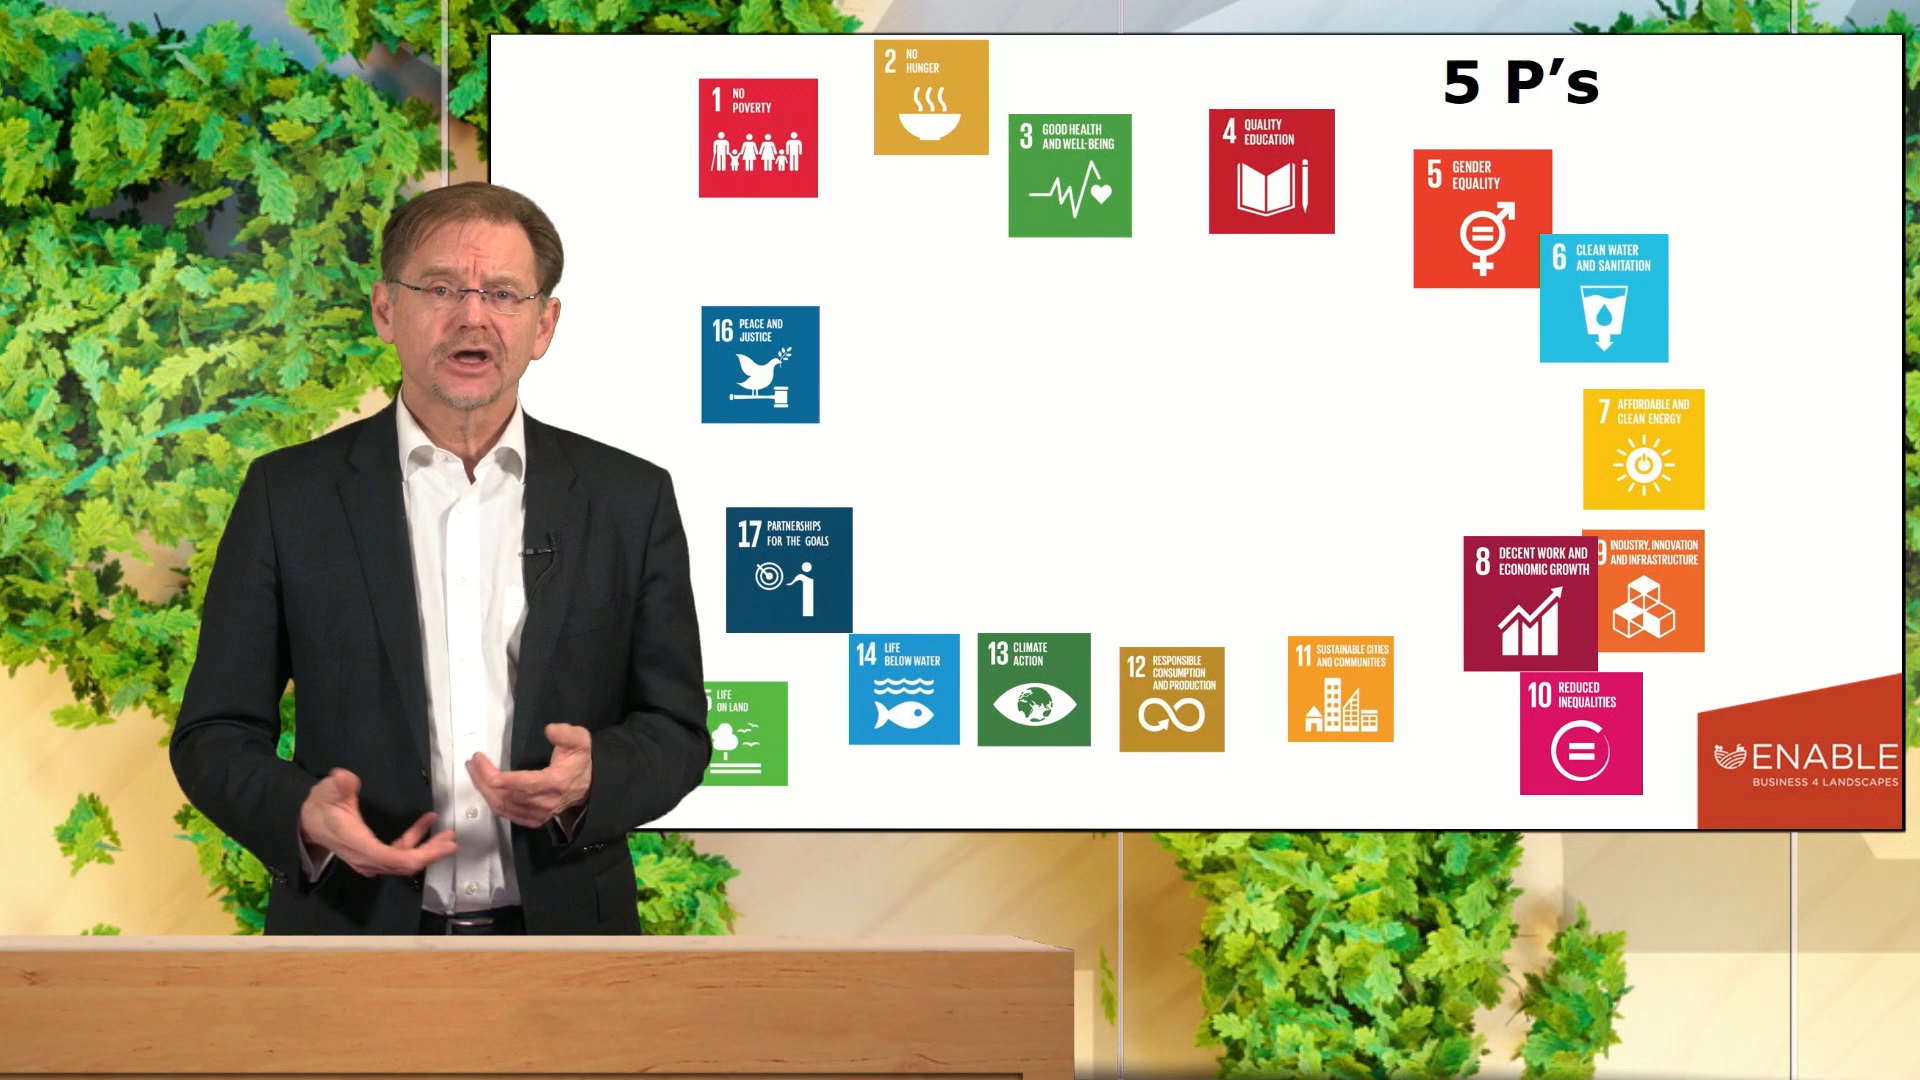 5 P’s
1 NO
POVERTY
2 NO
HUNGER
3 GOOD HEALTH
AND WELL-BEING
4 QUALITY
EDUCATION
5 GENDER
EQUALITY
6 CLEAN WATER
AND SANITATION
16 PEACE AND
JUSTICE
7 AFFORDABLE AND
CLEAN ENERGY
17 PARTNERSHIPS
FOR THE GOALS
8 DECENT WORK AND
ECONOMIC GROWTH
9 INDUSTRY, INNOVATION
AND INFRASTRUCTURE
LIFE
ON LAND
14 LIFE
BELOW WATER
13 CLIMATE
ACTION
12 RESPONSIBLE
CONSUMPTION
AND PRODUCTION
11 SUSTAINABLE CITIES
AND COMMUNITIES
10 REDUCED
INEQUALITIES
ENABLE
BUSINESS 4 LANDSCAPES